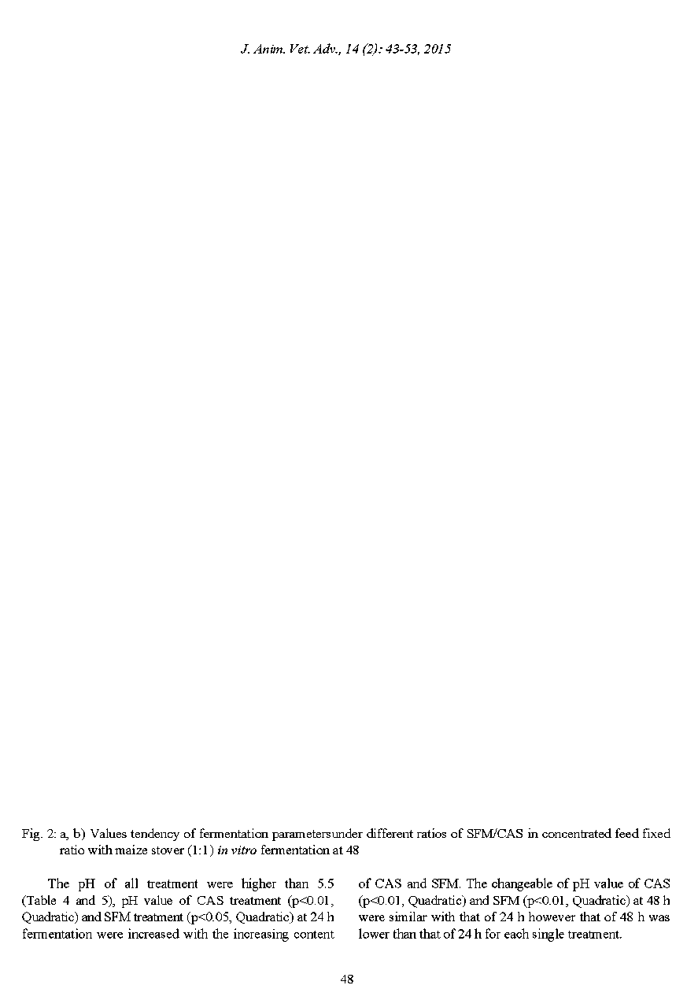 J. Anim. Vet. Adv., 14 (2): 43-53, 2015
Fig. 2: a, b) Values tendency of fermentation parametersunder different ratios of SFM/CAS in concentrated feed fixed
ratio with maize stover (1:1) in vitro fermentation at 48
The pH of all treatment were higher than 5.5
(Table 4 and 5), pH value of CAS treatment (p<0.01,
Quadratic) and SFM treatment (p<0.05, Quadratic) at 24 h
fermentation were increased with the increasing content
of CAS and SFM. The changeable of pH value of CAS
(p<0.01, Quadratic) and SFM (p<0.01, Quadratic) at 48 h
were similar with that of 24 h however that of 48 h was
lower than that of 24 h for each single treatment.
48